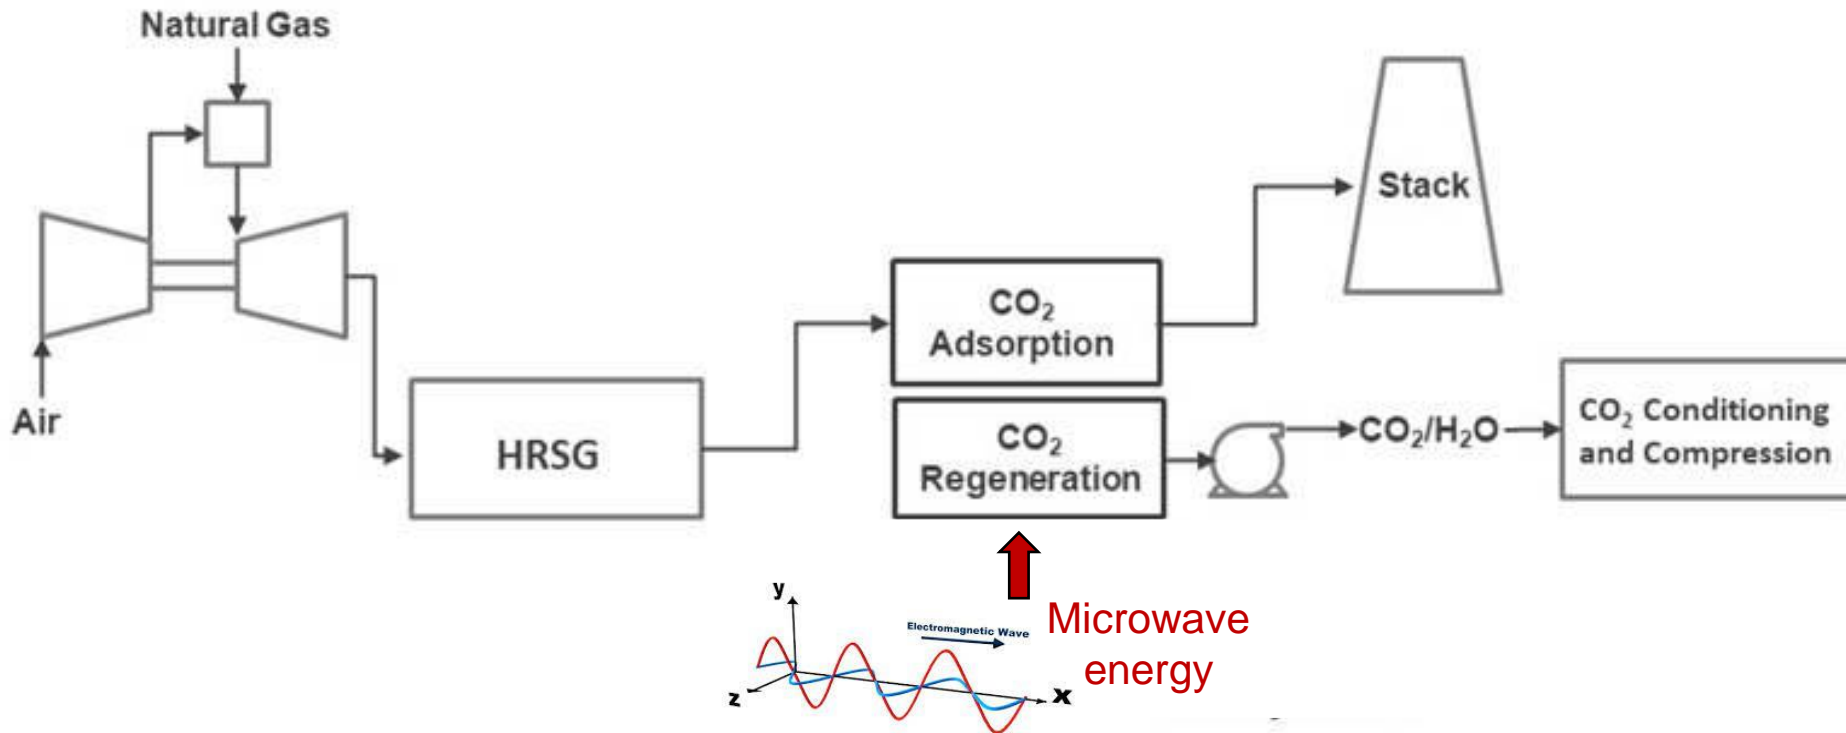 Natural Gas
Stack
CO₂
Adsorption
Air
HRSG
CO₂
Regeneration
CO₂/H₂O
CO₂ Conditioning
and Compression
Microwave
energy
y
Electromagnetic Wave
z
x